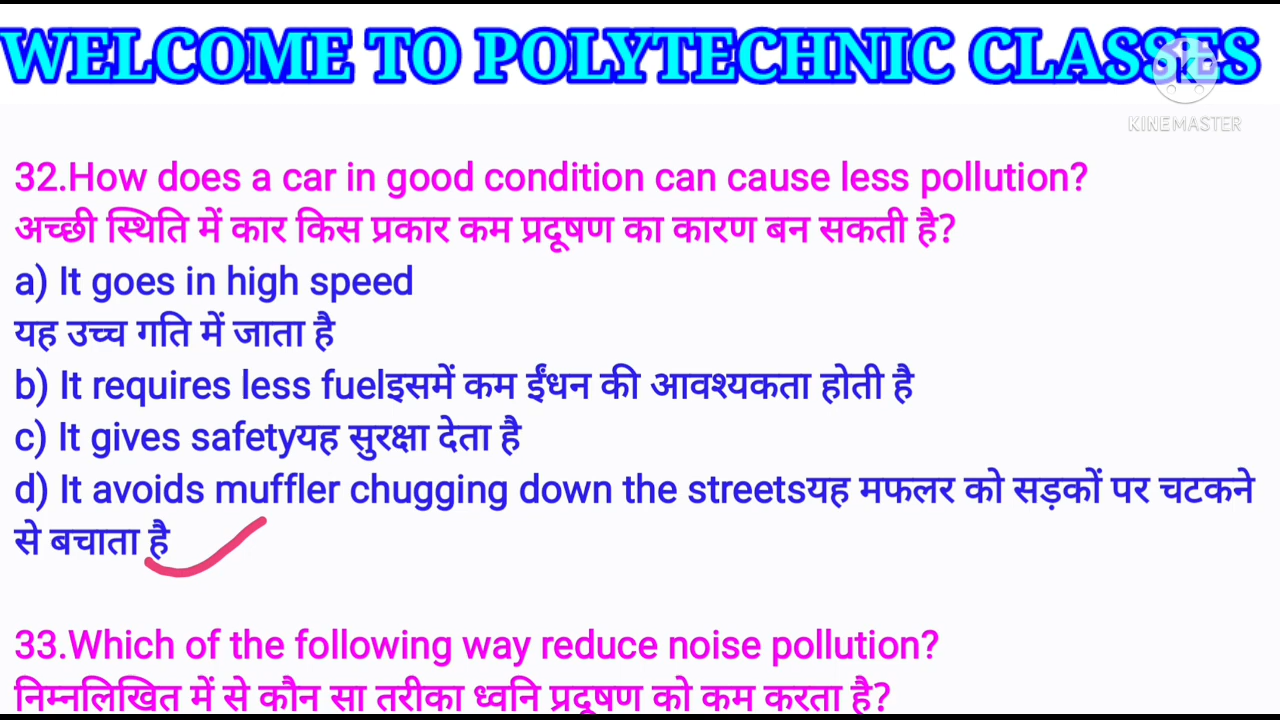 WELCOME TO POLYTECHNIC CLASSES
KINEMASTER
32.How does a car in good condition can cause less pollution?
अच्छी स्थिति में कार किस प्रकार कम प्रदूषण का कारण बन सकती है?
a) It goes in high speed
यह उच्च गति में जाता है
b) It requires less fuelइसमें कम ईंधन की आवश्यकता होती है
c) It gives safetyयह सुरक्षा देता है
d) It avoids muffler chugging down the streetsयह मफलर को सड़कों पर चटकने
से बचाता है
33.Which of the following way reduce noise pollution?
निम्नलिखित में से कौन सा तरीका ध्वनि प्रदूषण को कम करता है?